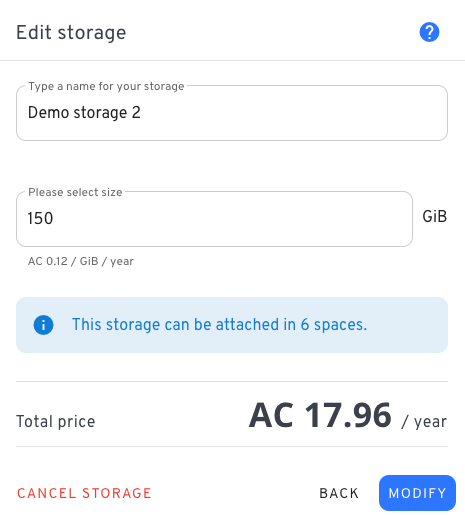 Edit storage
?
Type a name for your storage
Demo storage 2
Please select size
150
GiB
AC 0.12 / GiB / year
i
This storage can be attached in 6 spaces.
Total price AC 17.96 / year
CANCEL STORAGE BACK MODIFY